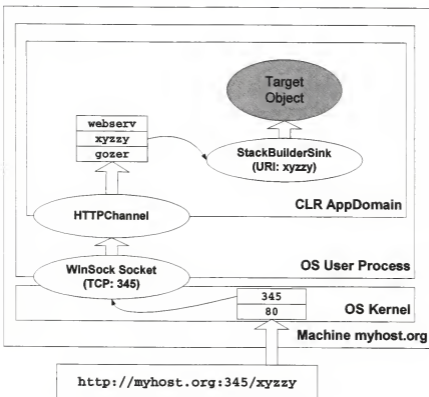 Target
Object
webserv
xyzzy
gozer
StackBuilderSink
(URI: xyzzy)
CLR AppDomain
HTTPChannel
OS User Process
WinSock Socket
(TCP: 345)
345
80
OS Kernel
Machine myhost.org
http://myhost.org:345/xyzzy